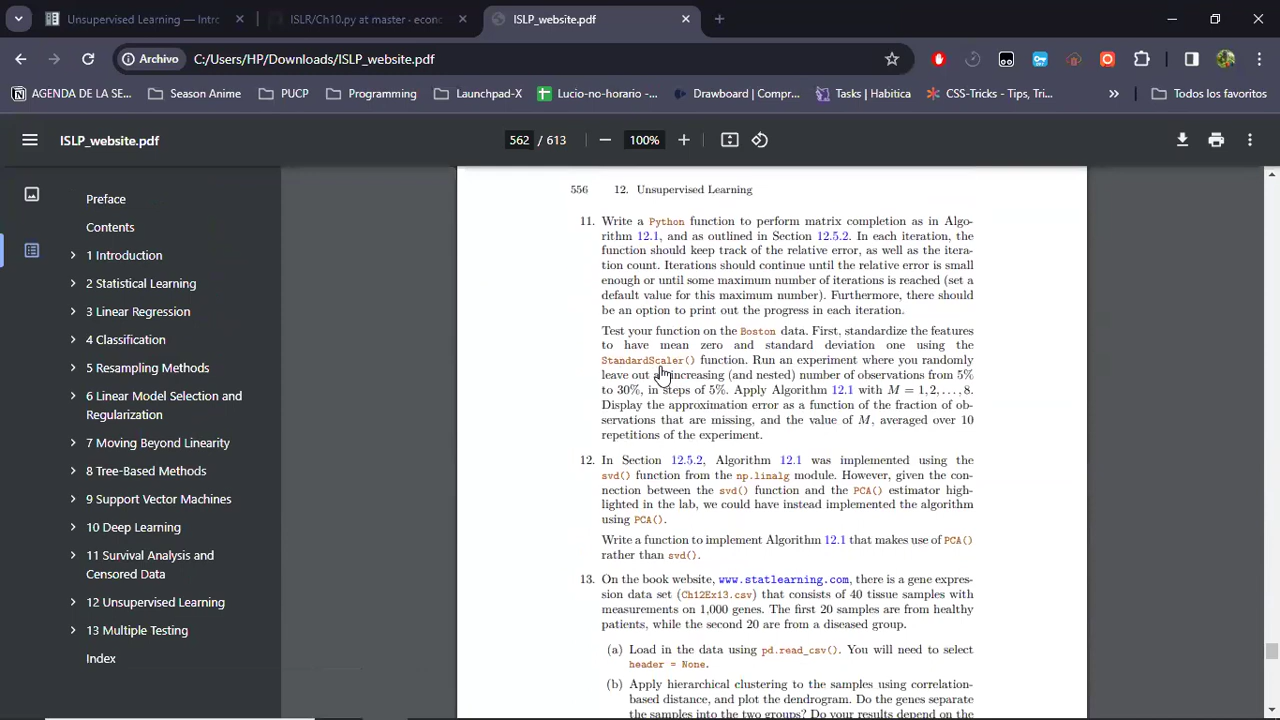 Unsupervised Learning — Intro
ISLR/Ch10.py at master · econo
ISLP_website.pdf
Archivo
C:/Users/HP/Downloads/ISLP_website.pdf
AGENDA DE LA SE...
Season Anime
PUCP
Programming
Launchpad-X
Lucio-no-horario -...
Drawboard | Compr...
Tasks | Habitica
CSS-Tricks - Tips, Tri...
Todos los favoritos
ISLP_website.pdf
562 / 613
100%
Preface
Contents
1 Introduction
2 Statistical Learning
3 Linear Regression
4 Classification
5 Resampling Methods
6 Linear Model Selection and
Regularization
7 Moving Beyond Linearity
8 Tree-Based Methods
9 Support Vector Machines
10 Deep Learning
11 Survival Analysis and
Censored Data
12 Unsupervised Learning
13 Multiple Testing
Index
556 12. Unsupervised Learning
11. Write a Python function to perform matrix completion as in Algo-
rithm 12.1, and as outlined in Section 12.5.2. In each iteration, the
function should keep track of the relative error, as well as the itera-
tion count. Iterations should continue until the relative error is small
enough or until some maximum number of iterations is reached (set a
default value for this maximum number). Furthermore, there should
be an option to print out the progress in each iteration.
Test your function on the Boston data. First, standardize the features
to have mean zero and standard deviation one using the
StandardScaler() function. Run an experiment where you randomly
leave out an increasing (and nested) number of observations from 5%
to 30%, in steps of 5%. Apply Algorithm 12.1 with M = 1, 2, . . . , 8.
Display the approximation error as a function of the fraction of ob-
servations that are missing, and the value of M, averaged over 10
repetitions of the experiment.
12. In Section 12.5.2, Algorithm 12.1 was implemented using the
svd() function from the np.linalg module. However, given the con-
nection between the svd() function and the PCA() estimator high-
lighted in the lab, we could have instead implemented the algorithm
using PCA().
Write a function to implement Algorithm 12.1 that makes use of PCA()
rather than svd().
13. On the book website, www.statlearning.com, there is a gene expres-
sion data set (Ch12Ex13.csv) that consists of 40 tissue samples with
measurements on 1,000 genes. The first 20 samples are from healthy
patients, while the second 20 are from a diseased group.
(a) Load in the data using pd.read_csv(). You will need to select
header = None.
(b) Apply hierarchical clustering to the samples using correlation-
based distance, and plot the dendrogram. Do the genes separate
the samples into the two groups? Do your results depend on the